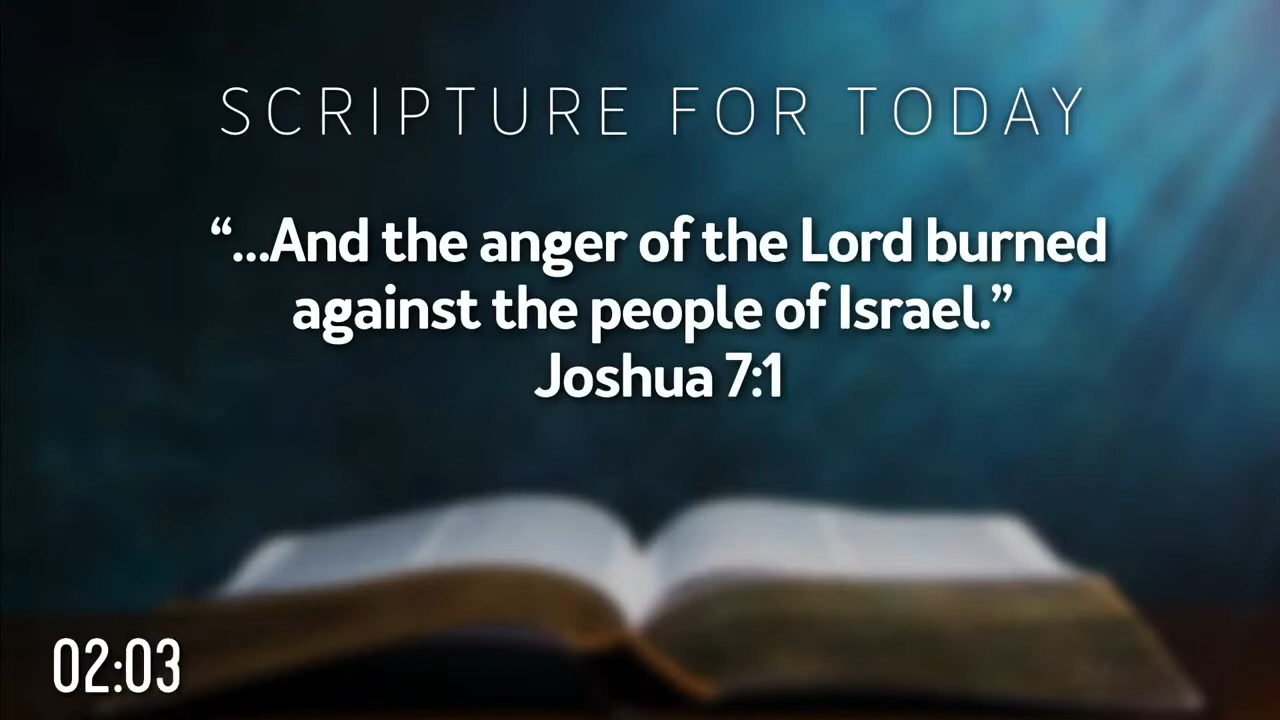 SCRIPTURE FOR TODAY
“...And the anger of the Lord burned
against the people of Israel.”
Joshua 7:1
02:03